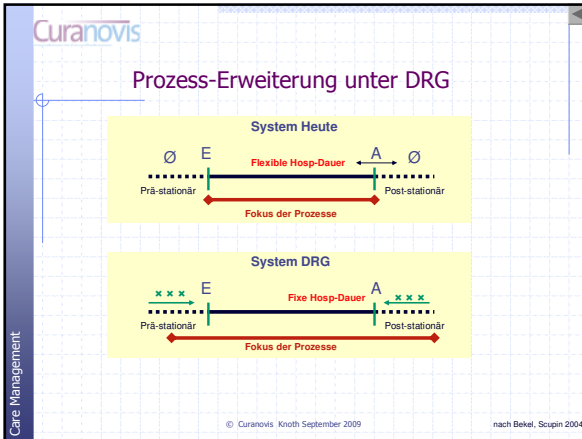 Curanovis
Prozess-Erweiterung unter DRG
System Heute
Ø E Flexible Hosp-Dauer A Ø
Prä-stationär Post-stationär
Fokus der Prozesse
System DRG
x x x E Fixe Hosp-Dauer A x x x
Prä-stationär Post-stationär
Fokus der Prozesse
Care Management
© Curanovis Knoth September 2009 nach Bekel, Scupin 2004